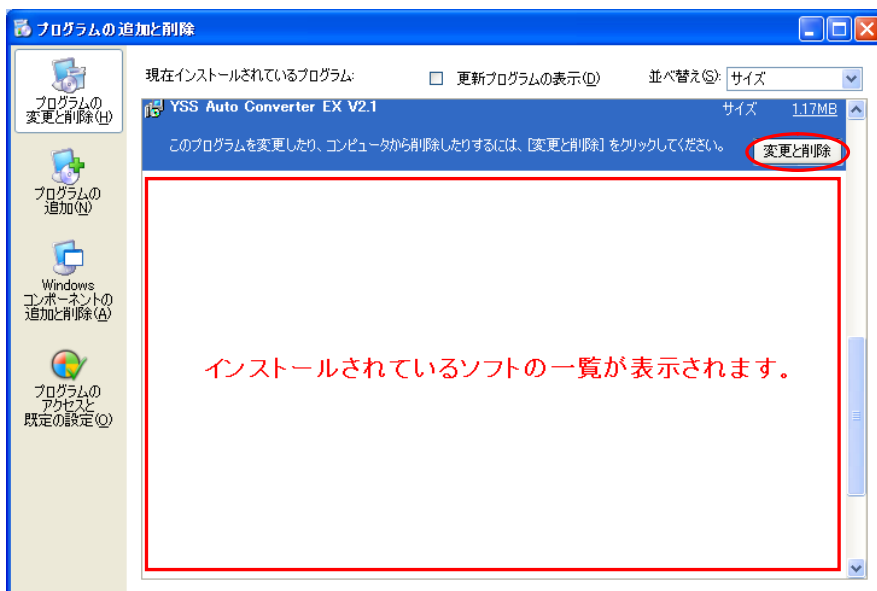 プログラムの追加と削除
現在インストールされているプログラム:
更新プログラムの表示(D)
並べ替え(S):
サイズ
プログラムの
変更と削除(H)
YSS Auto Converter EX V2.1
サイズ
1.17MB
このプログラムを変更したり、コンピュータから削除したりするには、[変更と削除] をクリックしてください。
変更と削除
プログラムの
追加(N)
Windows
コンポーネントの
追加と削除(A)
プログラムの
アクセスと
既定の設定(O)
インストールされているソフトの一覧が表示されます。